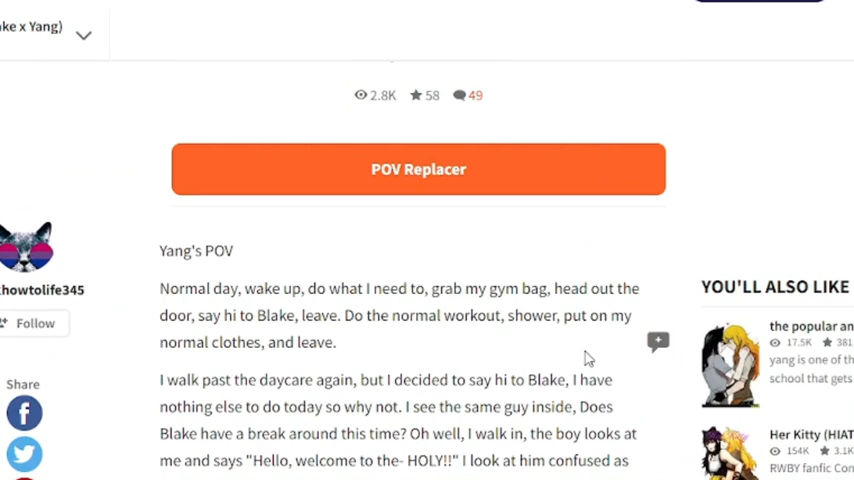 ake x Yang)
2.8K 58 49
POV Replacer
howtolife345
Follow
Share
Yang's POV
Normal day, wake up, do what I need to, grab my gym bag, head out the
door, say hi to Blake, leave. Do the normal workout, shower, put on my
normal clothes, and leave.
I walk past the daycare again, but I decided to say hi to Blake, I have
nothing else to do today so why not. I see the same guy inside, Does
Blake have a break around this time? Oh well, I walk in, the boy looks at
me and says "Hello, welcome to the- HOLY!!" I look at him confused as
YOU'LL ALSO LIKE
the popular an
17.5K 381
yang is one of th
school that gets
Her Kitty (HIAT
154K 3.1K
RWBY fanfic Con